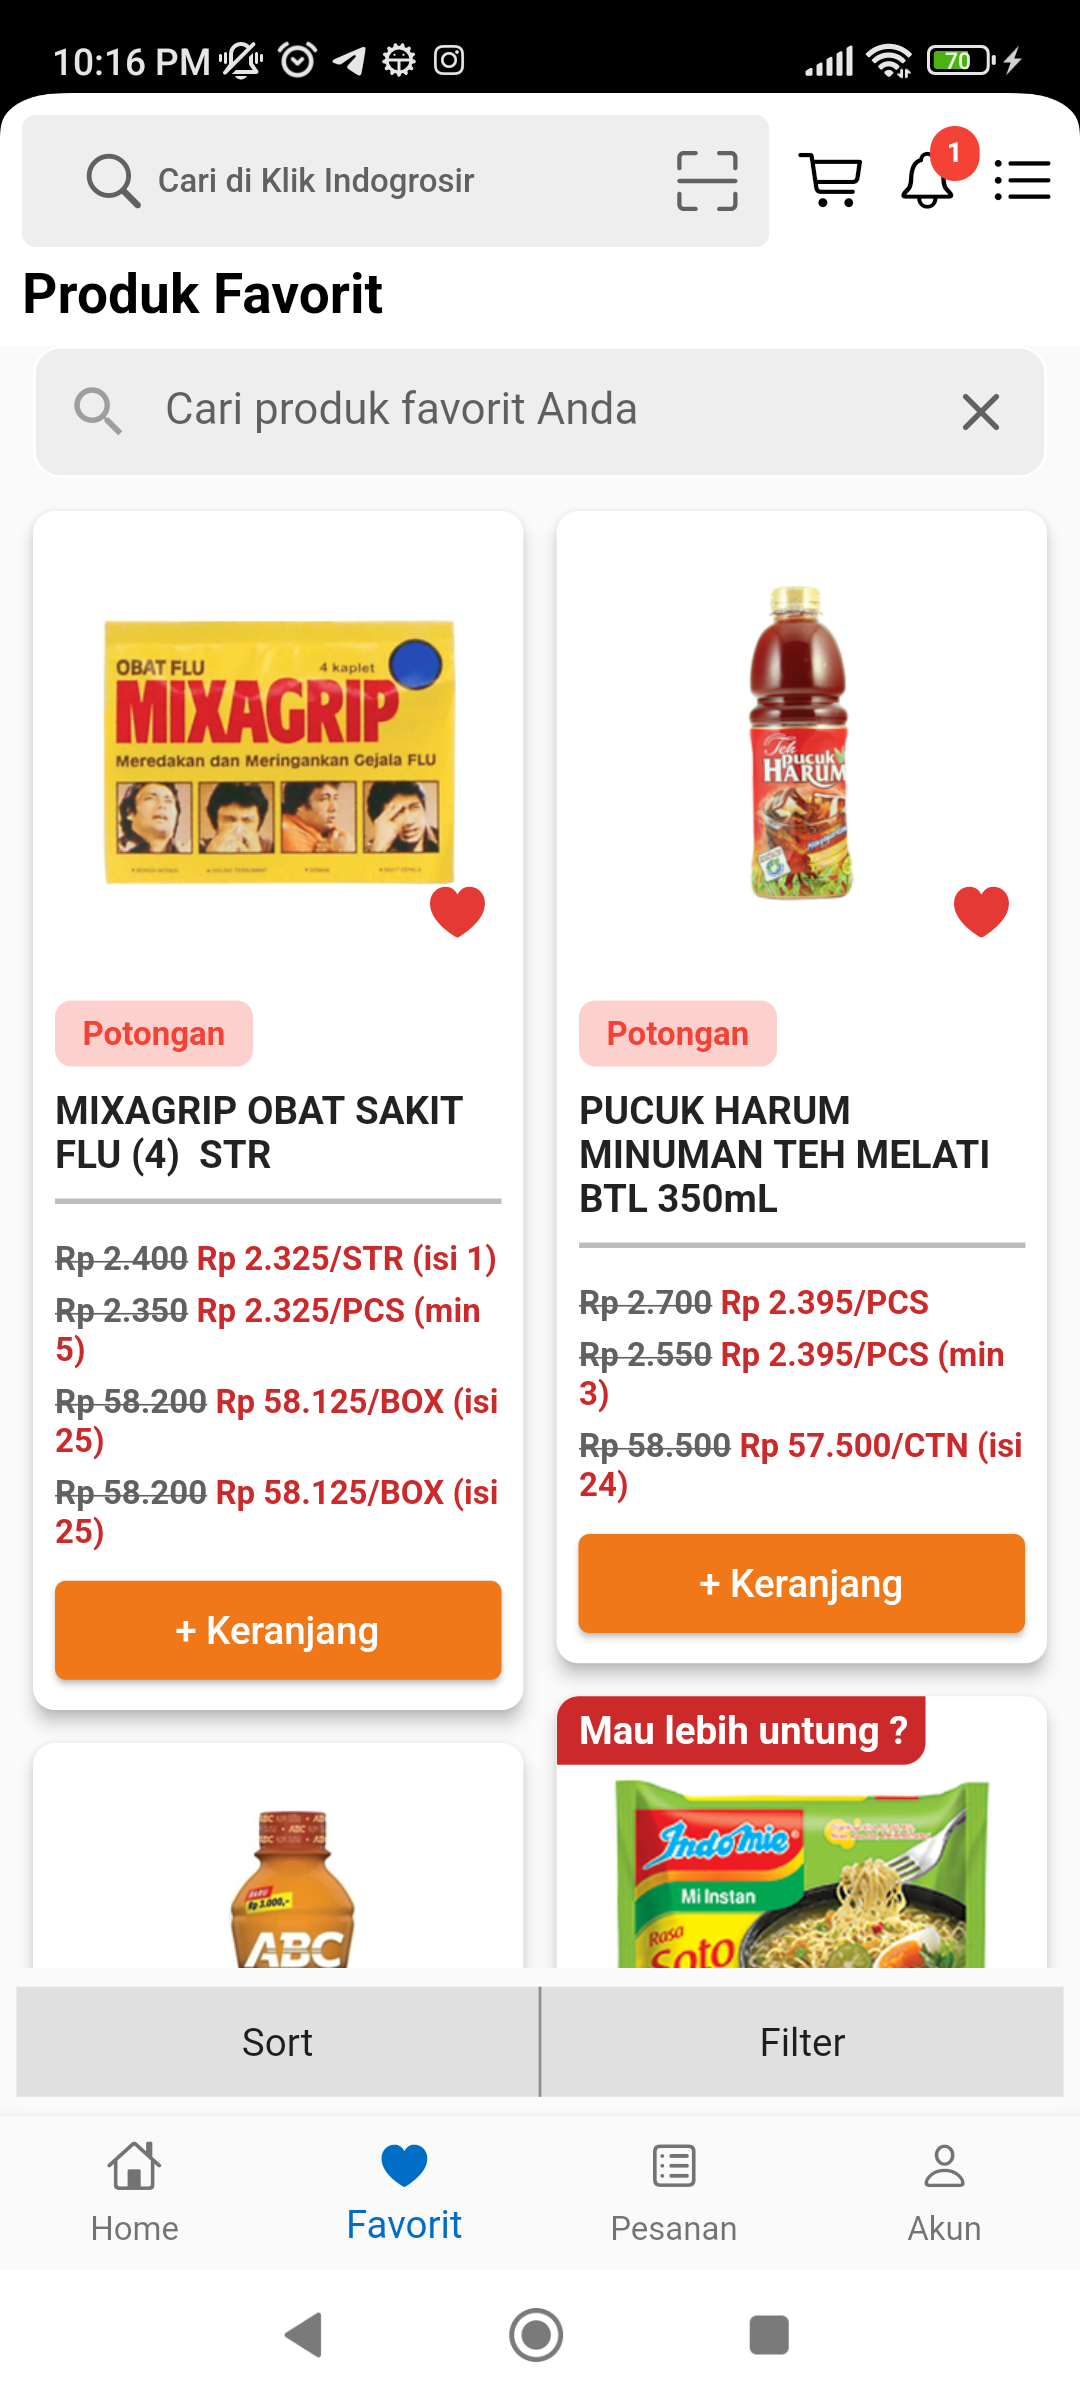 10:16 PM
70
Cari di Klik Indogrosir
1
Produk Favorit
Cari produk favorit Anda
OBAT FLU
4 kaplet
MIXAGRIP
Meredakan dan Meringankan Gejala FLU
Teh
pucuk
HARUM
Potongan
MIXAGRIP OBAT SAKIT
FLU (4)  STR
Rp 2.400 Rp 2.325/STR (isi 1)
Rp 2.350 Rp 2.325/PCS (min
5)
Rp 58.200 Rp 58.125/BOX (isi
25)
Rp 58.200 Rp 58.125/BOX (isi
25)
+ Keranjang
Potongan
PUCUK HARUM
MINUMAN TEH MELATI
BTL 350mL
Rp 2.700 Rp 2.395/PCS
Rp 2.550 Rp 2.395/PCS (min
3)
Rp 58.500 Rp 57.500/CTN (isi
24)
+ Keranjang
ABC
BARU
Rp 3.000,-
ABC
Mau lebih untung ?
Indomie
Mi Instan
Rasa
Soto
Sort
Filter
Home
Favorit
Pesanan
Akun